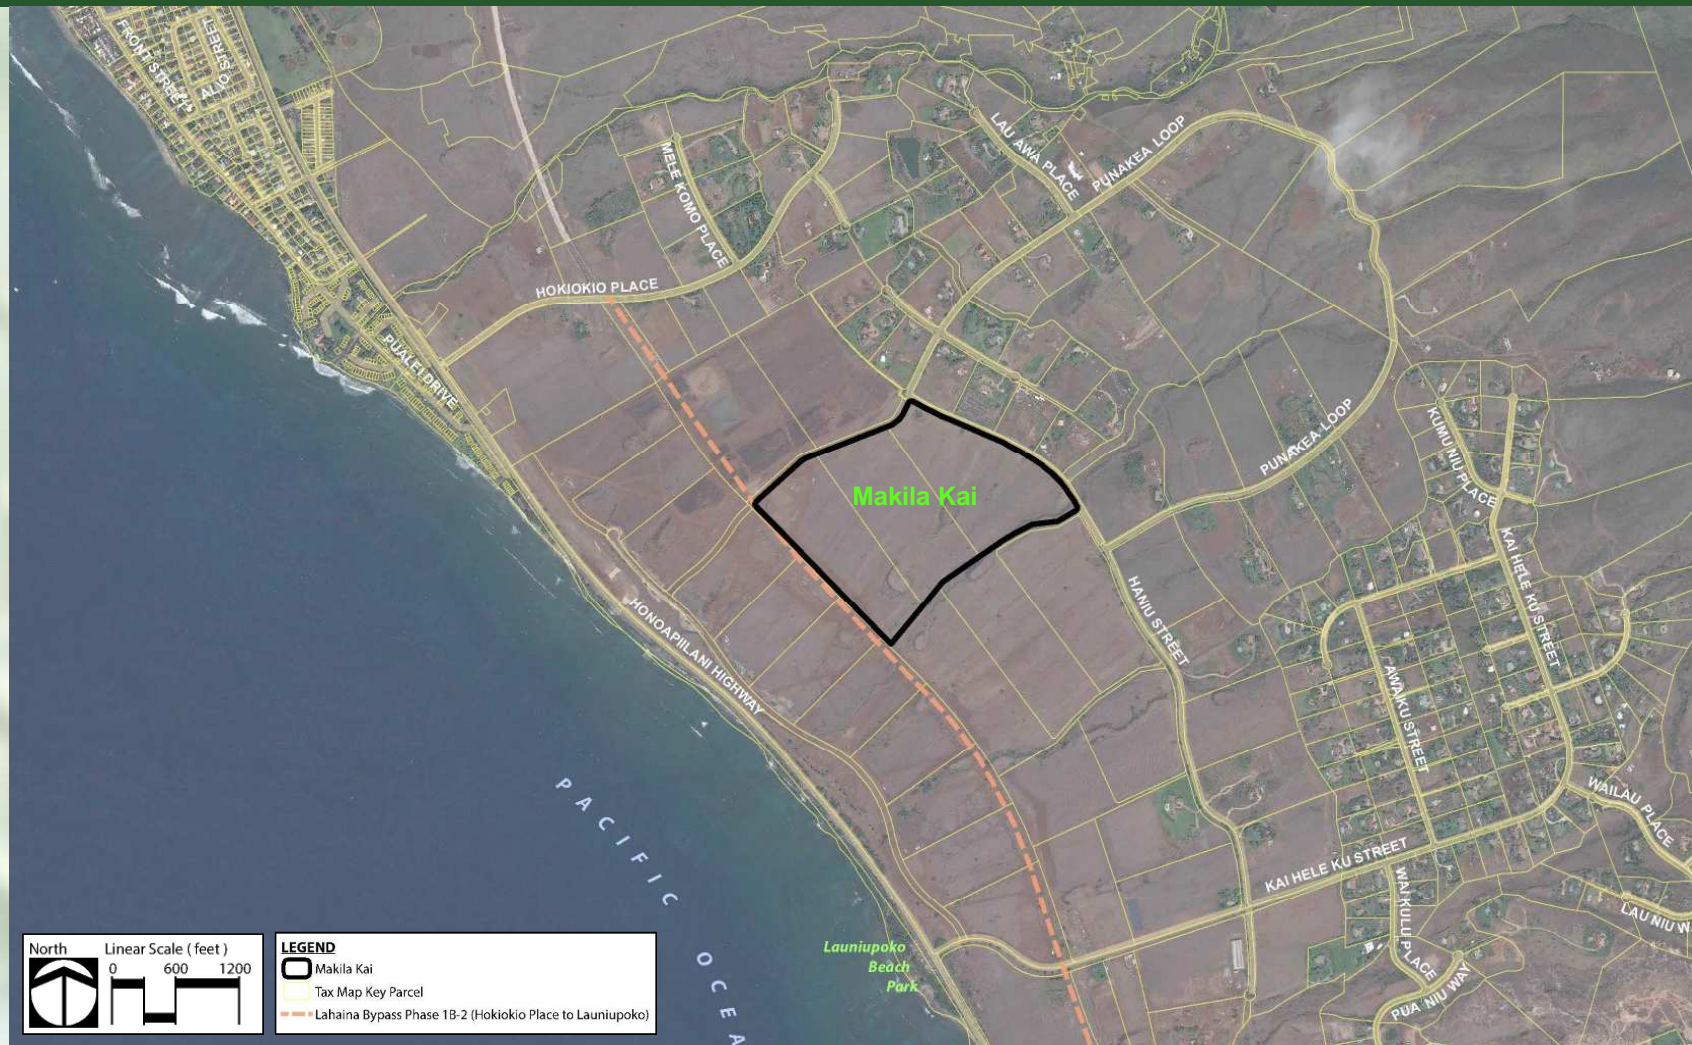 FRONT STREET
ALIO STREET
LAU AWA PLACE
PUNAKEA LOOP
MELE KOMO PLACE
HOKIOKIO PLACE
PUALEI DRIVE
PUNAKEA LOOP
KUMU NIU PLACE
Makila Kai
KAI HELE KU STREET
HANIU STREET
HONOAPIILANI HIGHWAY
AWAIKU STREET
WAILAU PLACE
KAI HELE KU STREET
WAI KULU PLACE
LAU NIU W
PUA NIU WAY
PACIFIC OCEA
Launiupoko
Beach
Park
North
Linear Scale ( feet )
0 600 1200
LEGEND
Makila Kai
Tax Map Key Parcel
Lahaina Bypass Phase 1B-2 (Hokiokio Place to Launiupoko)